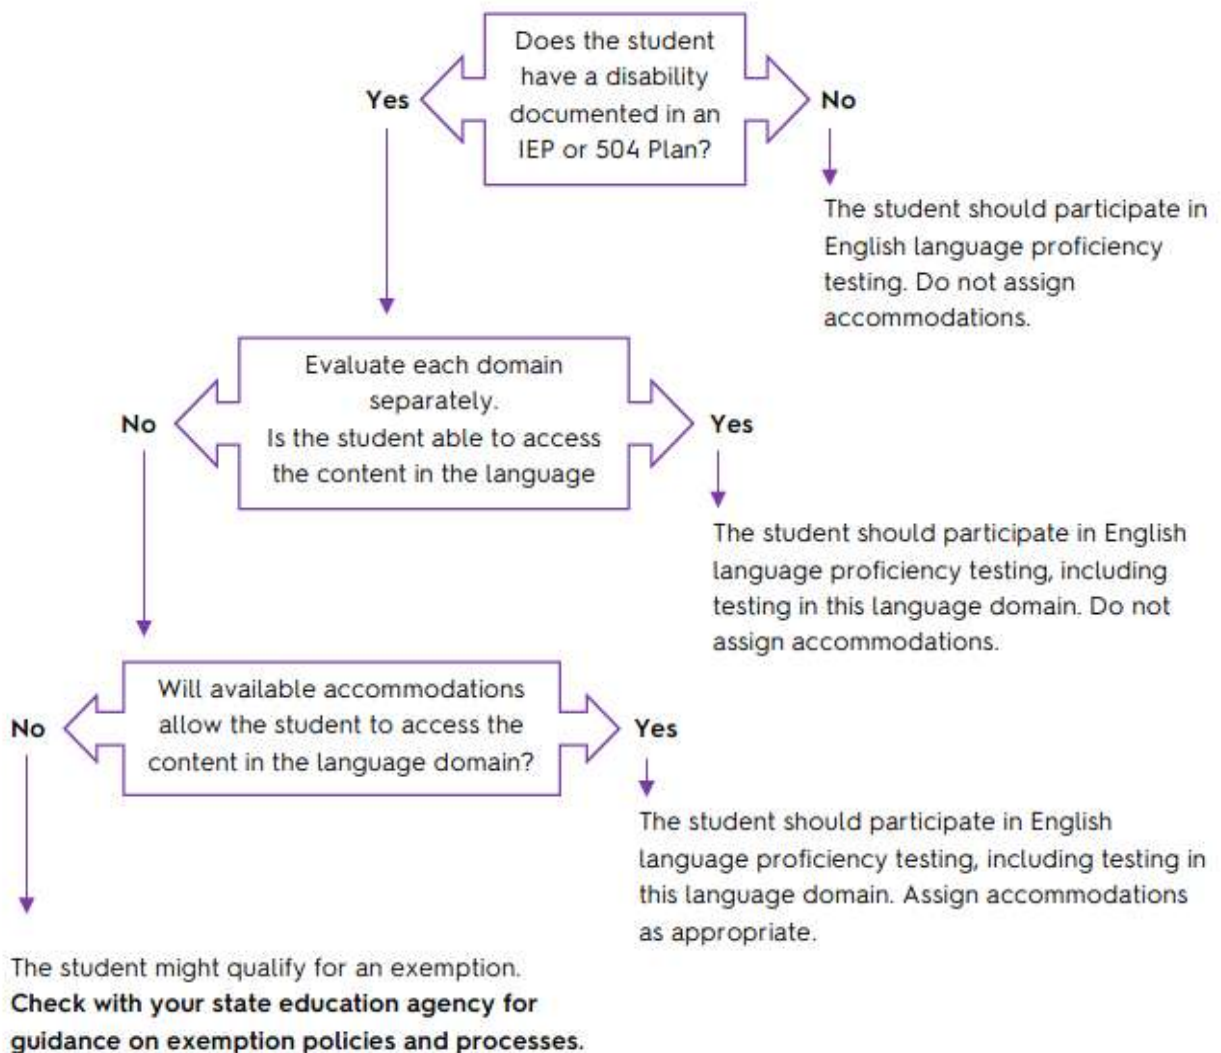 Does the student
have a disability
documented in an
IEP or 504 Plan?
Yes
No
The student should participate in
English language proficiency
testing. Do not assign
accommodations.
Evaluate each domain
separately.
Is the student able to access
the content in the language
No
Yes
The student should participate in English
language proficiency testing, including
testing in this language domain. Do not
assign accommodations.
Will available accommodations
allow the student to access the
content in the language domain?
No
Yes
The student should participate in English
language proficiency testing, including testing in
this language domain. Assign accommodations
as appropriate.
The student might qualify for an exemption.
Check with your state education agency for
guidance on exemption policies and processes.